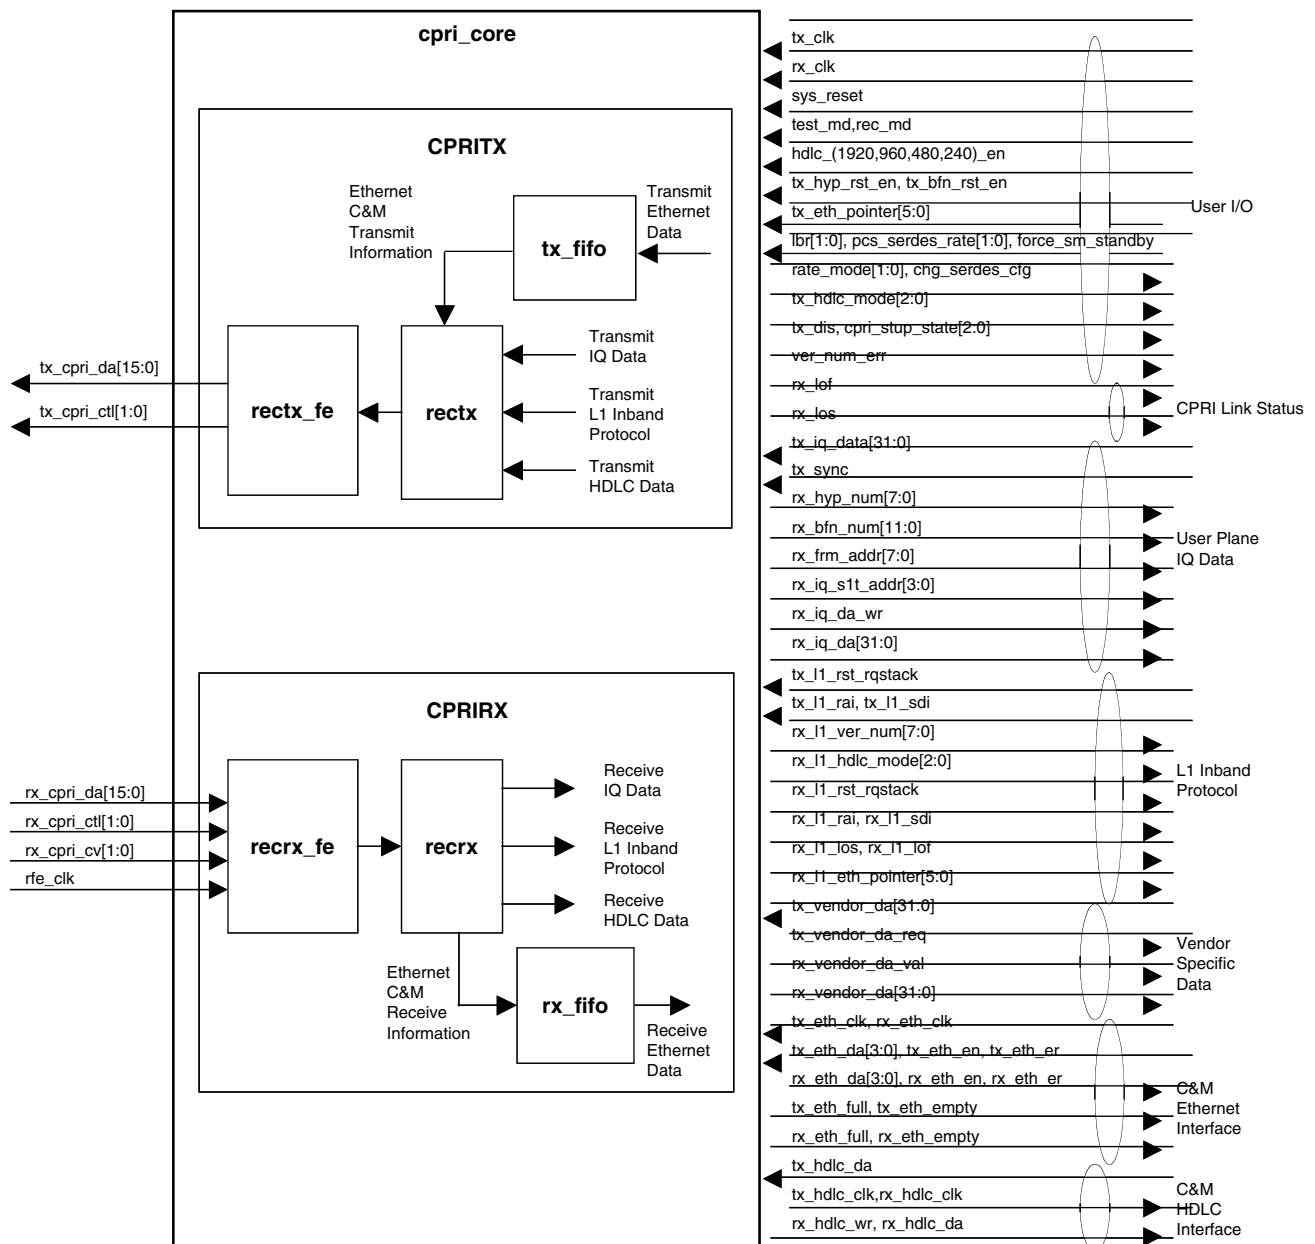 cpri_core
CPRITX
Ethernet
C&M
Transmit
Information
Transmit
Ethernet
Data
tx_fifo
Transmit
IQ Data
Transmit
L1 Inband
Protocol
Transmit
HDLC Data
rectx_fe
rectx
tx_cpri_da[15:0]
tx_cpri_ctl[1:0]
CPRIRX
rx_cpri_da[15:0]
rx_cpri_ctl[1:0]
rx_cpri_cv[1:0]
rfe_clk
recrx_fe
recrx
Receive
IQ Data
Receive
L1 Inband
Protocol
Receive
HDLC Data
Ethernet
C&M
Receive
Information
rx_fifo
Receive
Ethernet
Data
tx_clk
rx_clk
sys_reset
test_md,rec_md
hdlc_(1920,960,480,240)_en
tx_hyp_rst_en, tx_bfn_rst_en
tx_eth_pointer[5:0]
lbr[1:0], pcs_serdes_rate[1:0], force_sm_standby
rate_mode[1:0], chg_serdes_cfg
tx_hdlc_mode[2:0]
tx_dis, cpri_stup_state[2:0]
ver_num_err
User I/O
rx_lof
rx_los
CPRI Link Status
tx_iq_data[31:0]
tx_sync
rx_hyp_num[7:0]
rx_bfn_num[11:0]
rx_frm_addr[7:0]
rx_iq_s1t_addr[3:0]
rx_iq_da_wr
rx_iq_da[31:0]
User Plane
IQ Data
tx_l1_rst_rqstack
tx_l1_rai, tx_l1_sdi
rx_l1_ver_num[7:0]
rx_l1_hdlc_mode[2:0]
rx_l1_rst_rqstack
rx_l1_rai, rx_l1_sdi
rx_l1_los, rx_l1_lof
rx_l1_eth_pointer[5:0]
L1 Inband
Protocol
tx_vendor_da[31:0]
tx_vendor_da_req
rx_vendor_da_val
rx_vendor_da[31:0]
Vendor
Specific
Data
tx_eth_clk, rx_eth_clk
tx_eth_da[3:0], tx_eth_en, tx_eth_er
rx_eth_da[3:0], rx_eth_en, rx_eth_er
tx_eth_full, tx_eth_empty
rx_eth_full, rx_eth_empty
C&M
Ethernet
Interface
tx_hdlc_da
tx_hdlc_clk,rx_hdlc_clk
rx_hdlc_wr, rx_hdlc_da
C&M
HDLC
Interface